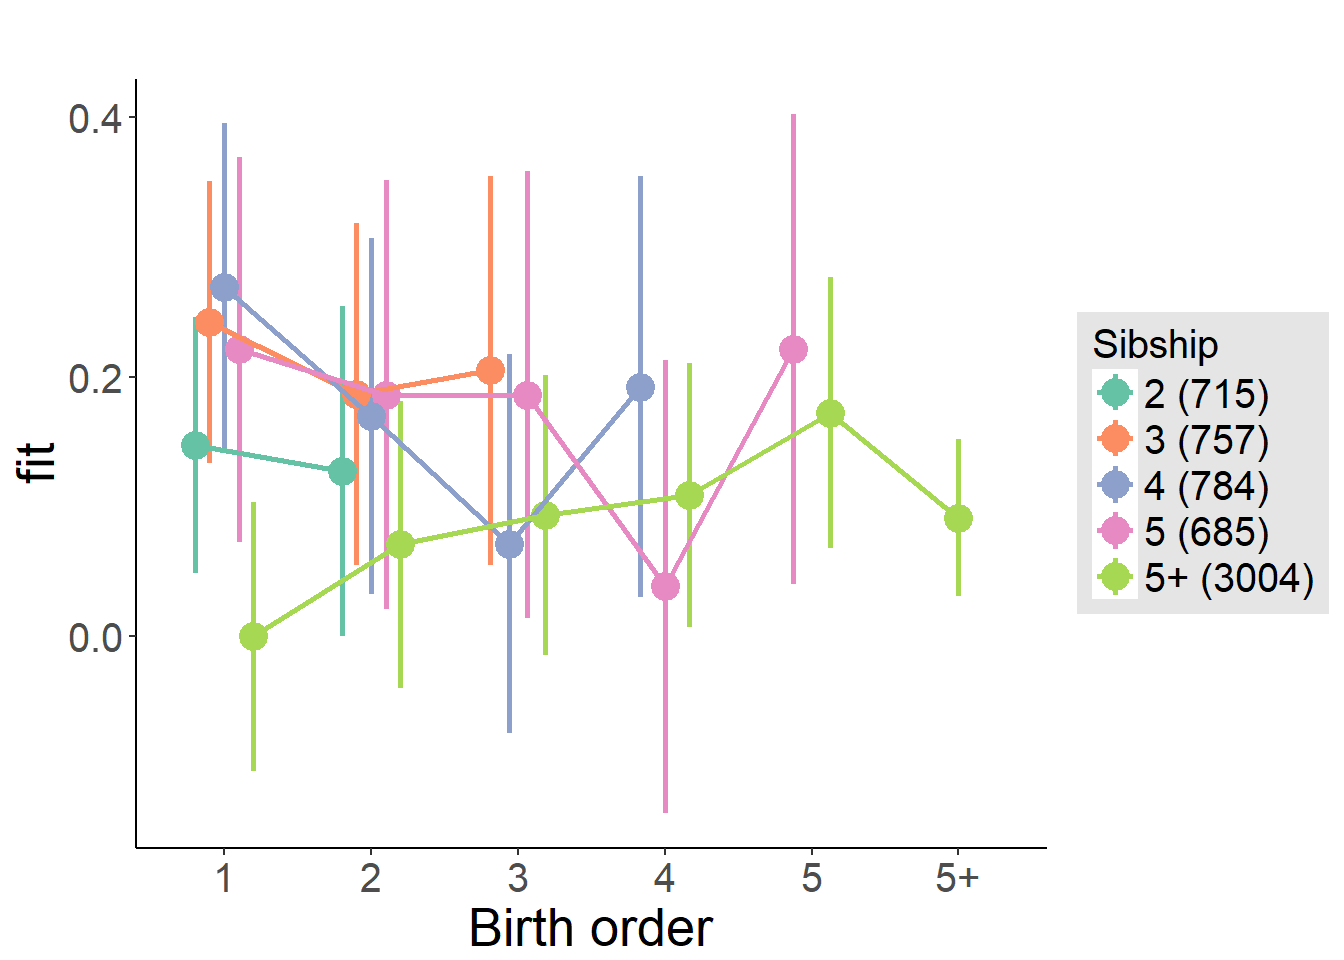 0.4
0.2
0.0
fit
1 2 3 4 5 5+
Birth order
Sibship
2 (715)
3 (757)
4 (784)
5 (685)
5+ (3004)